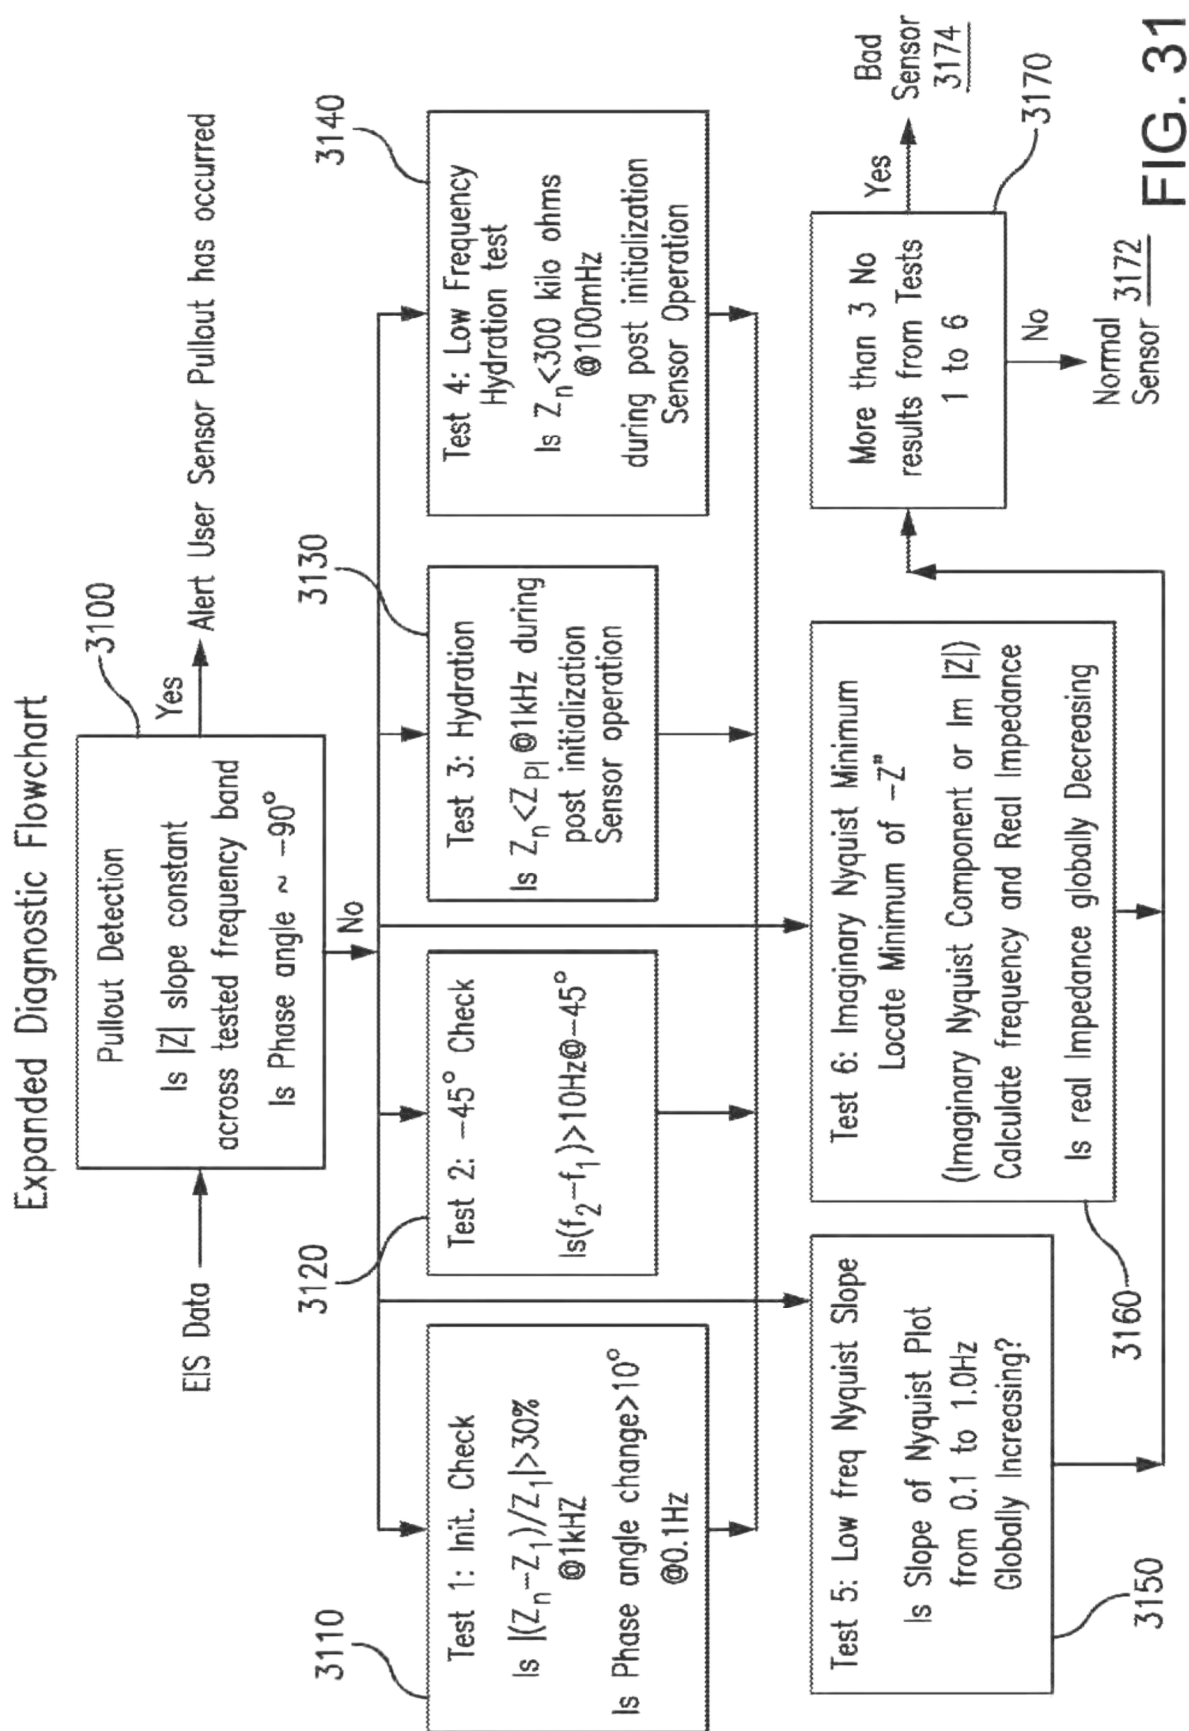 Expanded Diagnostic Flowchart
3100
EIS Data
Pullout Detection
Is |Z| slope constant
across tested frequency band
Is Phase angle ~ −90°
Yes
Alert User Sensor Pullout has occurred
No
3110
Test 1: Init. Check
Is |(Zn−Z1)/Z1|>30%
@1kHZ
Is Phase angle change>10°
@0.1Hz
3120
Test 2: −45° Check
Is(f2−f1)>10Hz@−45°
3130
Test 3: Hydration
Is Zn<ZPI@1kHz during
post initialization
Sensor operation
3140
Test 4: Low Frequency
Hydration test
Is Zn<300 kilo ohms
@100mHz
during post initialization
Sensor Operation
Test 5: Low freq Nyquist Slope
Is Slope of Nyquist Plot
from 0.1 to 1.0Hz
Globally Increasing?
3150
Test 6: Imaginary Nyquist Minimum
Locate Minimum of −Z"
(Imaginary Nyquist Component or Im |Z|)
Calculate frequency and Real Impedance
Is real Impedance globally Decreasing
3160
More than 3 No
results from Tests
1 to 6
Yes
Bad
Sensor
3174
3170
No
Normal
Sensor 3172
FIG. 31